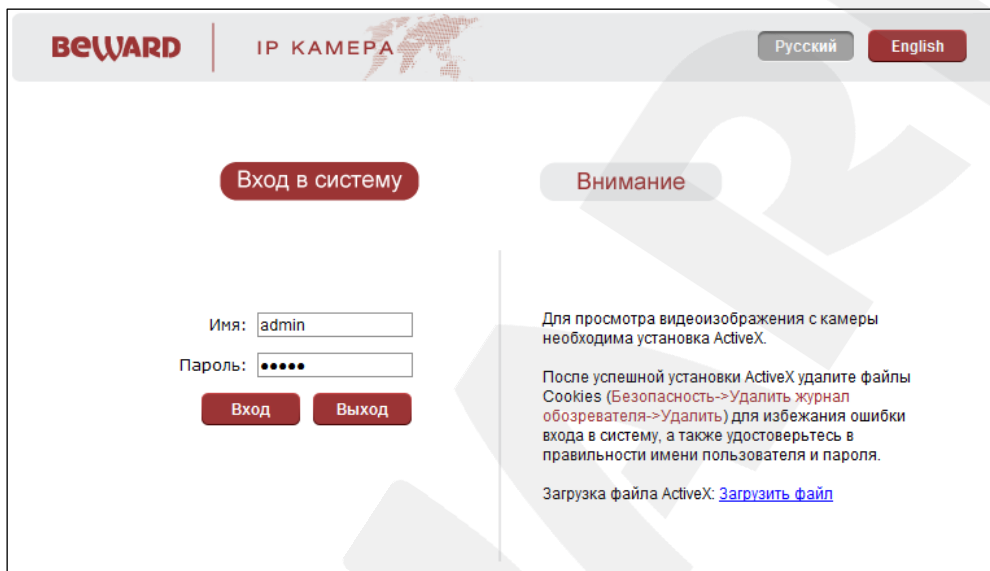 BEWARD
IP КАМЕРА
Русский
English
Вход в систему
Внимание
Имя: admin
Пароль: •••••
Вход
Выход
Для просмотра видеоизображения с камеры
необходима установка ActiveX.
После успешной установки ActiveX удалите файлы
Cookies (Безопасность->Удалить журнал
обозревателя->Удалить) для избежания ошибки
входа в систему, а также удостоверьтесь в
правильности имени пользователя и пароля.
Загрузка файла ActiveX: Загрузить файл